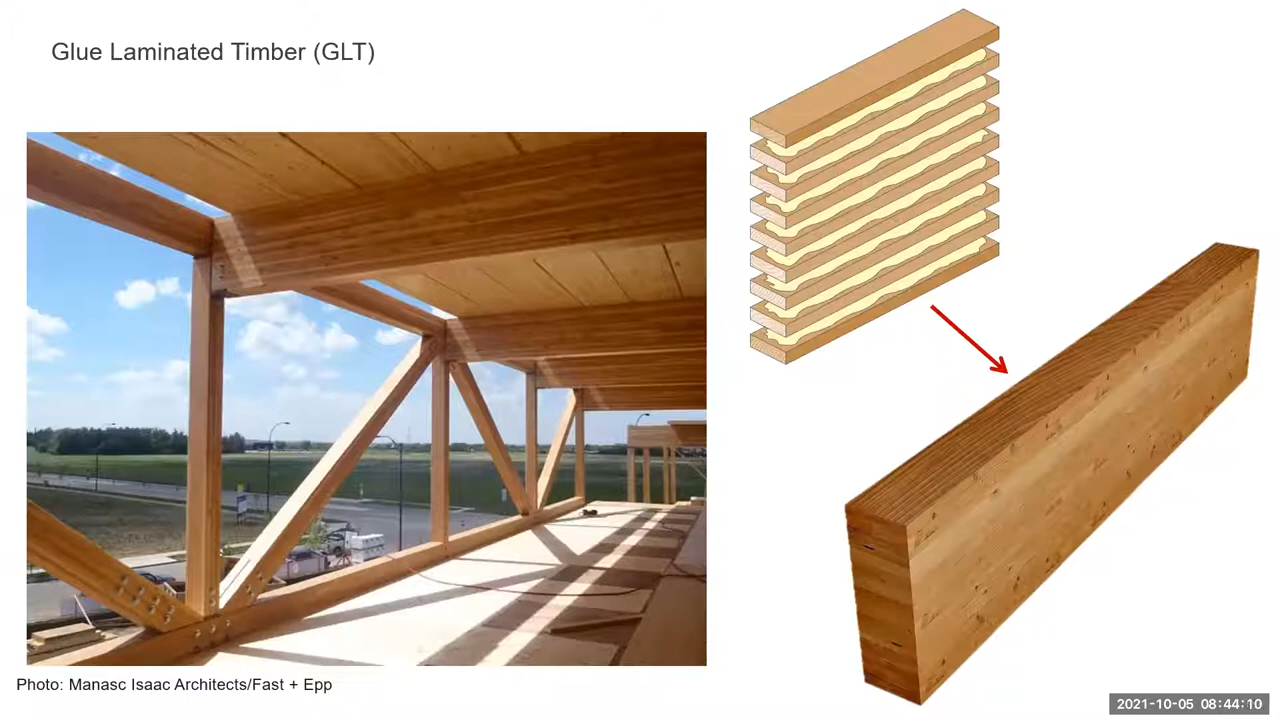 Glue Laminated Timber (GLT)
Photo: Manasc Isaac Architects/Fast + Epp
2021-10-05 08:44:10